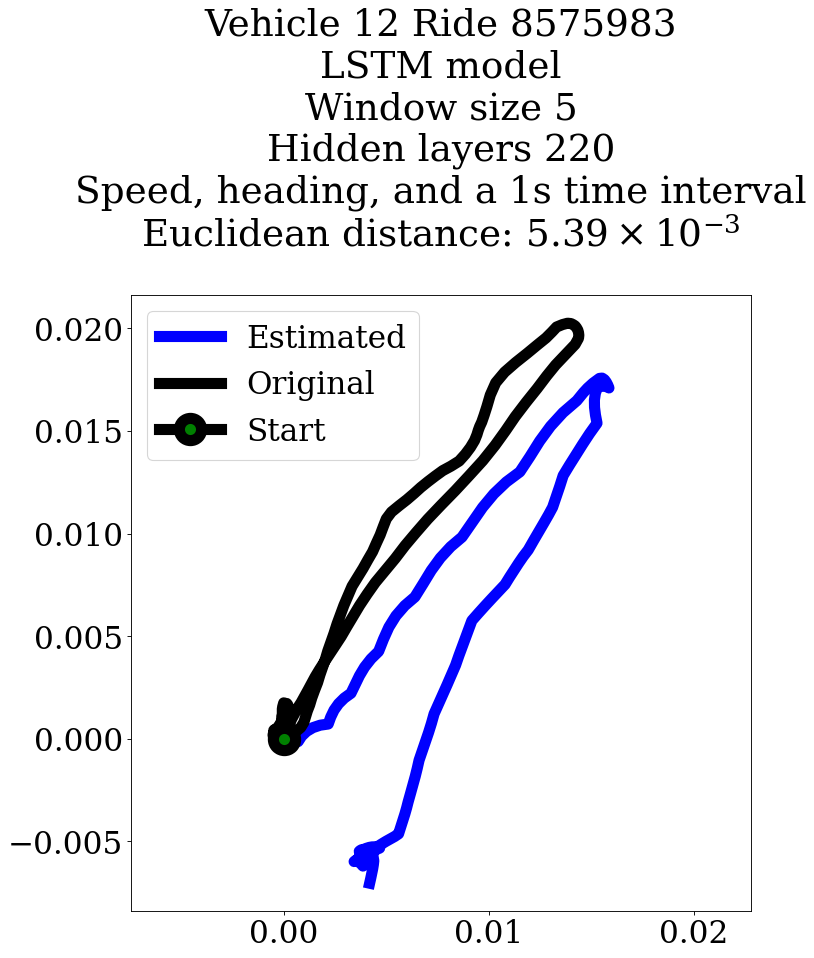 Vehicle 12 Ride 8575983
LSTM model
Window size 5
Hidden layers 220
Speed, heading, and a 1s time interval
Euclidean distance: 5.39 × 10⁻³
Estimated
Original
Start
0.020
0.015
0.010
0.005
0.000
−0.005
0.00
0.01
0.02